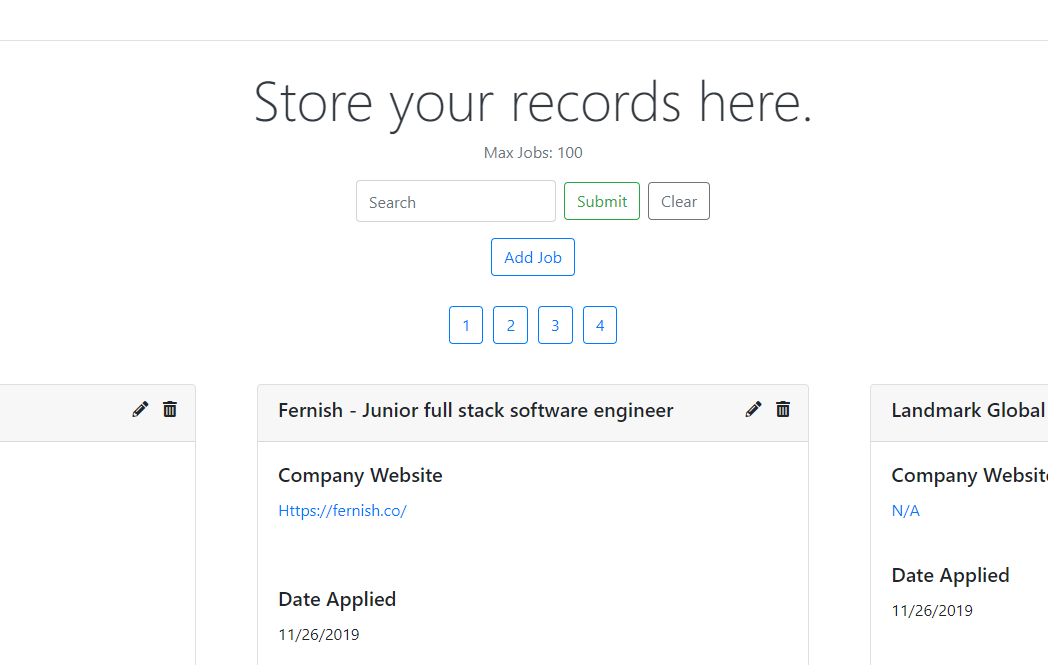 Store your records here.
Max Jobs: 100
Search Submit Clear
Add Job
1 2 3 4
Fernish - Junior full stack software engineer
Company Website
Https://fernish.co/
Date Applied
11/26/2019
Landmark Global
Company Website
N/A
Date Applied
11/26/2019